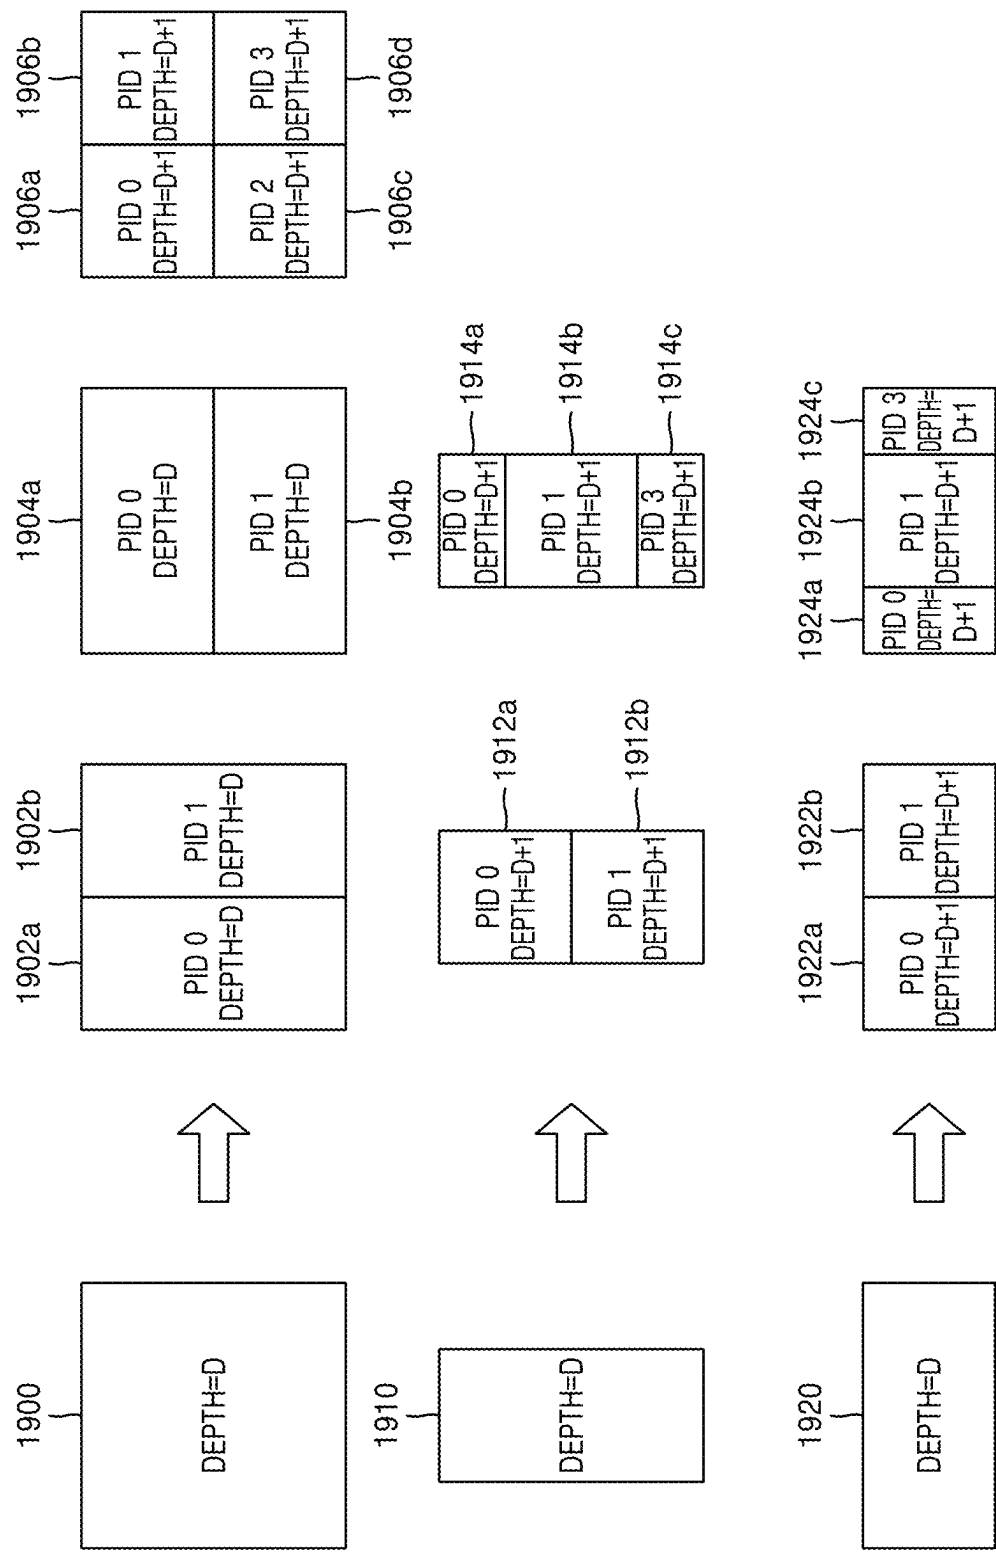 1900
1902a
1902b
1904a
1906a
1906b
DEPTH=D
PID 0
DEPTH=D
PID 1
DEPTH=D
PID 0
DEPTH=D
PID 1
DEPTH=D
PID 0
DEPTH=D+1
PID 1
DEPTH=D+1
PID 2
DEPTH=D+1
PID 3
DEPTH=D+1
1904b
1906c
1906d
1910
DEPTH=D
PID 0
DEPTH=D+1
1912a
PID 1
DEPTH=D+1
1912b
PID 0
DEPTH=D+1
1914a
PID 1
DEPTH=D+1
1914b
PID 3
DEPTH=D+1
1914c
1920
1922a
1922b
1924a
1924b
1924c
DEPTH=D
PID 0
DEPTH=D+1
PID 1
DEPTH=D+1
PID 0
DEPTH=
D+1
PID 1
DEPTH=D+1
PID 3
DEPTH=
D+1